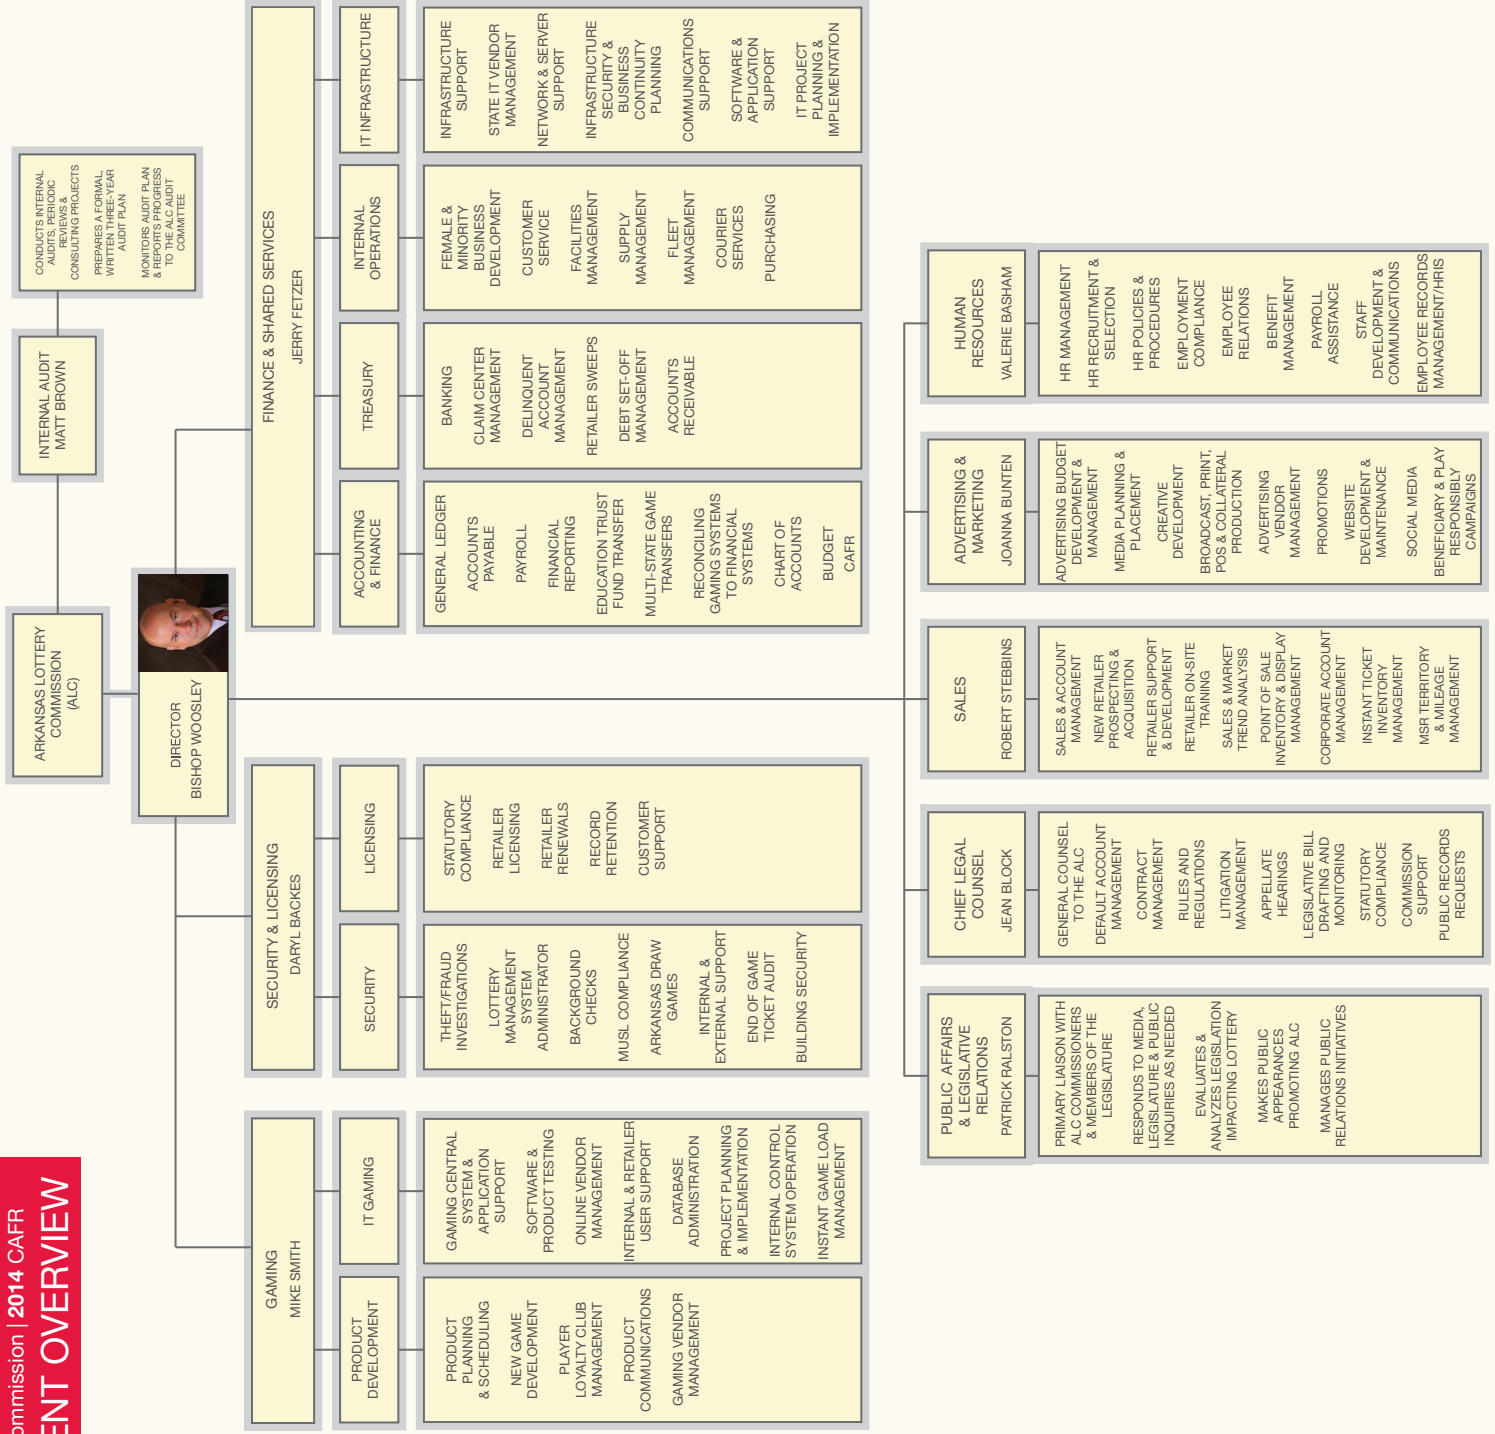 ommission | 2014 CAFR
ENT OVERVIEW
ARKANSAS LOTTERY
COMMISSION
(ALC)
INTERNAL AUDIT
MATT BROWN
CONDUCTS INTERNAL
AUDITS, PERIODIC
REVIEWS &
CONSULTING PROJECTS
PREPARES A FORMAL,
WRITTEN THREE-YEAR
AUDIT PLAN
MONITORS AUDIT PLAN
& REPORTS PROGRESS
TO THE ALC AUDIT
COMMITTEE
DIRECTOR
BISHOP WOOSLEY
GAMING
MIKE SMITH
PRODUCT
DEVELOPMENT
PRODUCT
PLANNING
& SCHEDULING
NEW GAME
DEVELOPMENT
PLAYER
LOYALTY CLUB
MANAGEMENT
PRODUCT
COMMUNICATIONS
GAMING VENDOR
MANAGEMENT
IT GAMING
GAMING CENTRAL
SYSTEM &
APPLICATION
SUPPORT
SOFTWARE &
PRODUCT TESTING
ONLINE VENDOR
MANAGEMENT
INTERNAL & RETAILER
USER SUPPORT
DATABASE
ADMINISTRATION
PROJECT PLANNING
& IMPLEMENTATION
INTERNAL CONTROL
SYSTEM OPERATION
INSTANT GAME LOAD
MANAGEMENT
SECURITY & LICENSING
DARYL BACKES
SECURITY
THEFT/FRAUD
INVESTIGATIONS
LOTTERY
MANAGEMENT
SYSTEM
ADMINISTRATOR
BACKGROUND
CHECKS
MUSL COMPLIANCE
ARKANSAS DRAW
GAMES
INTERNAL &
EXTERNAL SUPPORT
END OF GAME
TICKET AUDIT
BUILDING SECURITY
LICENSING
STATUTORY
COMPLIANCE
RETAILER
LICENSING
RETAILER
RENEWALS
RECORD
RETENTION
CUSTOMER
SUPPORT
FINANCE & SHARED SERVICES
JERRY FETZER
ACCOUNTING
& FINANCE
GENERAL LEDGER
ACCOUNTS
PAYABLE
PAYROLL
FINANCIAL
REPORTING
EDUCATION TRUST
FUND TRANSFER
MULTI-STATE GAME
TRANSFERS
RECONCILING
GAMING SYSTEMS
TO FINANCIAL
SYSTEMS
CHART OF
ACCOUNTS
BUDGET
CAFR
TREASURY
BANKING
CLAIM CENTER
MANAGEMENT
DELINQUENT
ACCOUNT
MANAGEMENT
RETAILER SWEEPS
DEBT SET-OFF
MANAGEMENT
ACCOUNTS
RECEIVABLE
INTERNAL
OPERATIONS
FEMALE &
MINORITY
BUSINESS
DEVELOPMENT
CUSTOMER
SERVICE
FACILITIES
MANAGEMENT
SUPPLY
MANAGEMENT
FLEET
MANAGEMENT
COURIER
SERVICES
PURCHASING
IT INFRASTRUCTURE
INFRASTRUCTURE
SUPPORT
STATE IT VENDOR
MANAGEMENT
NETWORK & SERVER
SUPPORT
INFRASTRUCTURE
SECURITY &
BUSINESS
CONTINUITY
PLANNING
COMMUNICATIONS
SUPPORT
SOFTWARE &
APPLICATION
SUPPORT
IT PROJECT
PLANNING &
IMPLEMENTATION
PUBLIC AFFAIRS
& LEGISLATIVE
RELATIONS
PATRICK RALSTON
PRIMARY LIAISON WITH
ALC COMMISSIONERS
& MEMBERS OF THE
LEGISLATURE
RESPONDS TO MEDIA,
LEGISLATURE & PUBLIC
INQUIRIES AS NEEDED
EVALUATES &
ANALYZES LEGISLATION
IMPACTING LOTTERY
MAKES PUBLIC
APPEARANCES
PROMOTING ALC
MANAGES PUBLIC
RELATIONS INITIATIVES
CHIEF LEGAL
COUNSEL
JEAN BLOCK
GENERAL COUNSEL
TO THE ALC
DEFAULT ACCOUNT
MANAGEMENT
CONTRACT
MANAGEMENT
RULES AND
REGULATIONS
LITIGATION
MANAGEMENT
APPELLATE
HEARINGS
LEGISLATIVE BILL
DRAFTING AND
MONITORING
STATUTORY
COMPLIANCE
COMMISSION
SUPPORT
PUBLIC RECORDS
REQUESTS
SALES
ROBERT STEBBINS
SALES & ACCOUNT
MANAGEMENT
NEW RETAILER
PROSPECTING &
ACQUISITION
RETAILER SUPPORT
& DEVELOPMENT
RETAILER ON-SITE
TRAINING
SALES & MARKET
TREND ANALYSIS
POINT OF SALE
INVENTORY & DISPLAY
MANAGEMENT
CORPORATE ACCOUNT
MANAGEMENT
INSTANT TICKET
INVENTORY
MANAGEMENT
MSR TERRITORY
& MILEAGE
MANAGEMENT
ADVERTISING &
MARKETING
JOANNA BUNTEN
ADVERTISING BUDGET
DEVELOPMENT &
MANAGEMENT
MEDIA PLANNING &
PLACEMENT
CREATIVE
DEVELOPMENT
BROADCAST, PRINT,
POS & COLLATERAL
PRODUCTION
ADVERTISING
VENDOR
MANAGEMENT
PROMOTIONS
WEBSITE
DEVELOPMENT &
MAINTENANCE
SOCIAL MEDIA
BENEFICIARY & PLAY
RESPONSIBLY
CAMPAIGNS
HUMAN
RESOURCES
VALERIE BASHAM
HR MANAGEMENT
HR RECRUITMENT &
SELECTION
HR POLICIES &
PROCEDURES
EMPLOYMENT
COMPLIANCE
EMPLOYEE
RELATIONS
BENEFIT
MANAGEMENT
PAYROLL
ASSISTANCE
STAFF
DEVELOPMENT &
COMMUNICATIONS
EMPLOYEE RECORDS
MANAGEMENT/HRIS